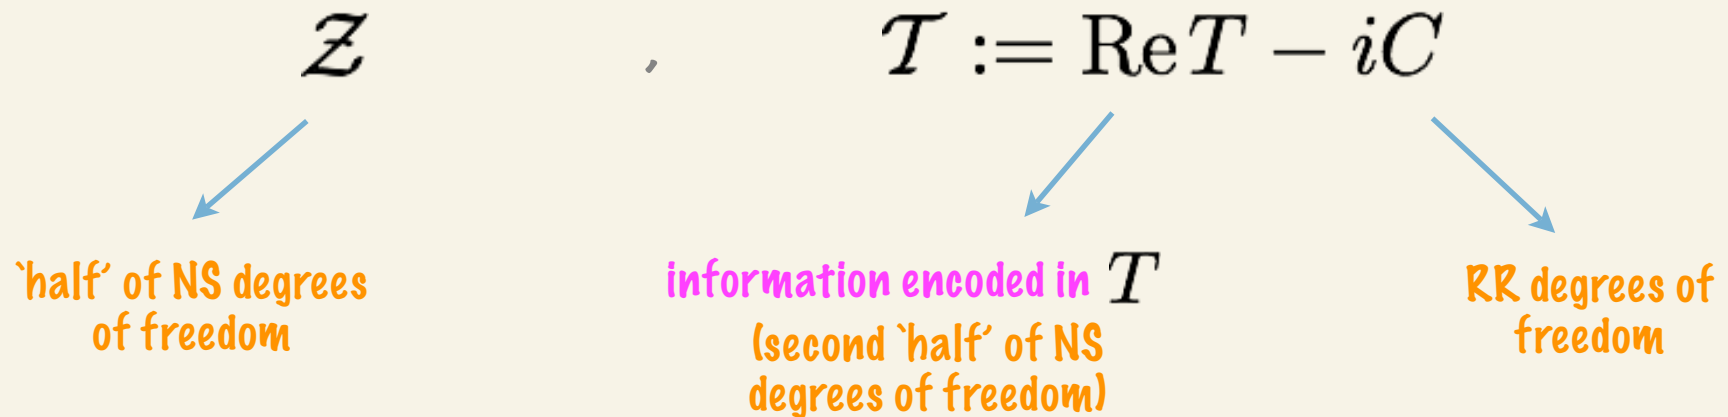 𝒵 , 𝒯 := Re T − iC
`half´ of NS degrees
of freedom
information encoded in T
(second `half´ of NS
degrees of freedom)
RR degrees of
freedom